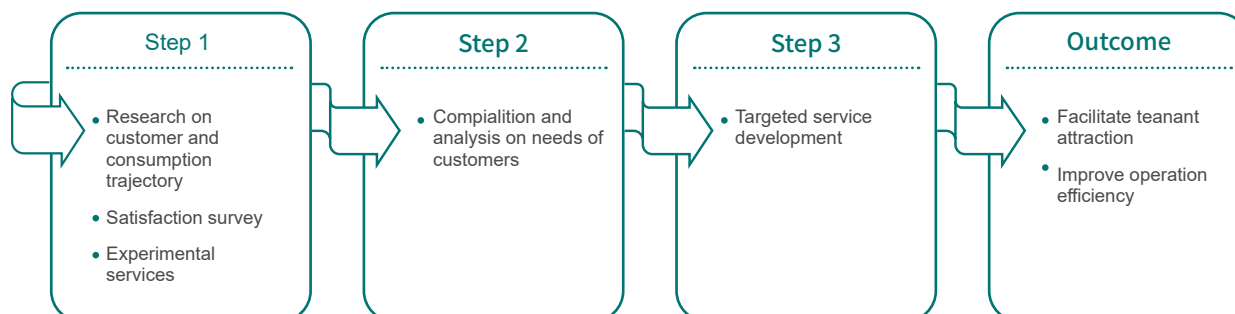 Step 1
• Research on
customer and
consumption
trajectory
• Satisfaction survey
• Experimental
services
Step 2
• Compialition and
analysis on needs of
customers
Step 3
• Targeted service
development
Outcome
• Facilitate teanant
attraction
• Improve operation
efficiency